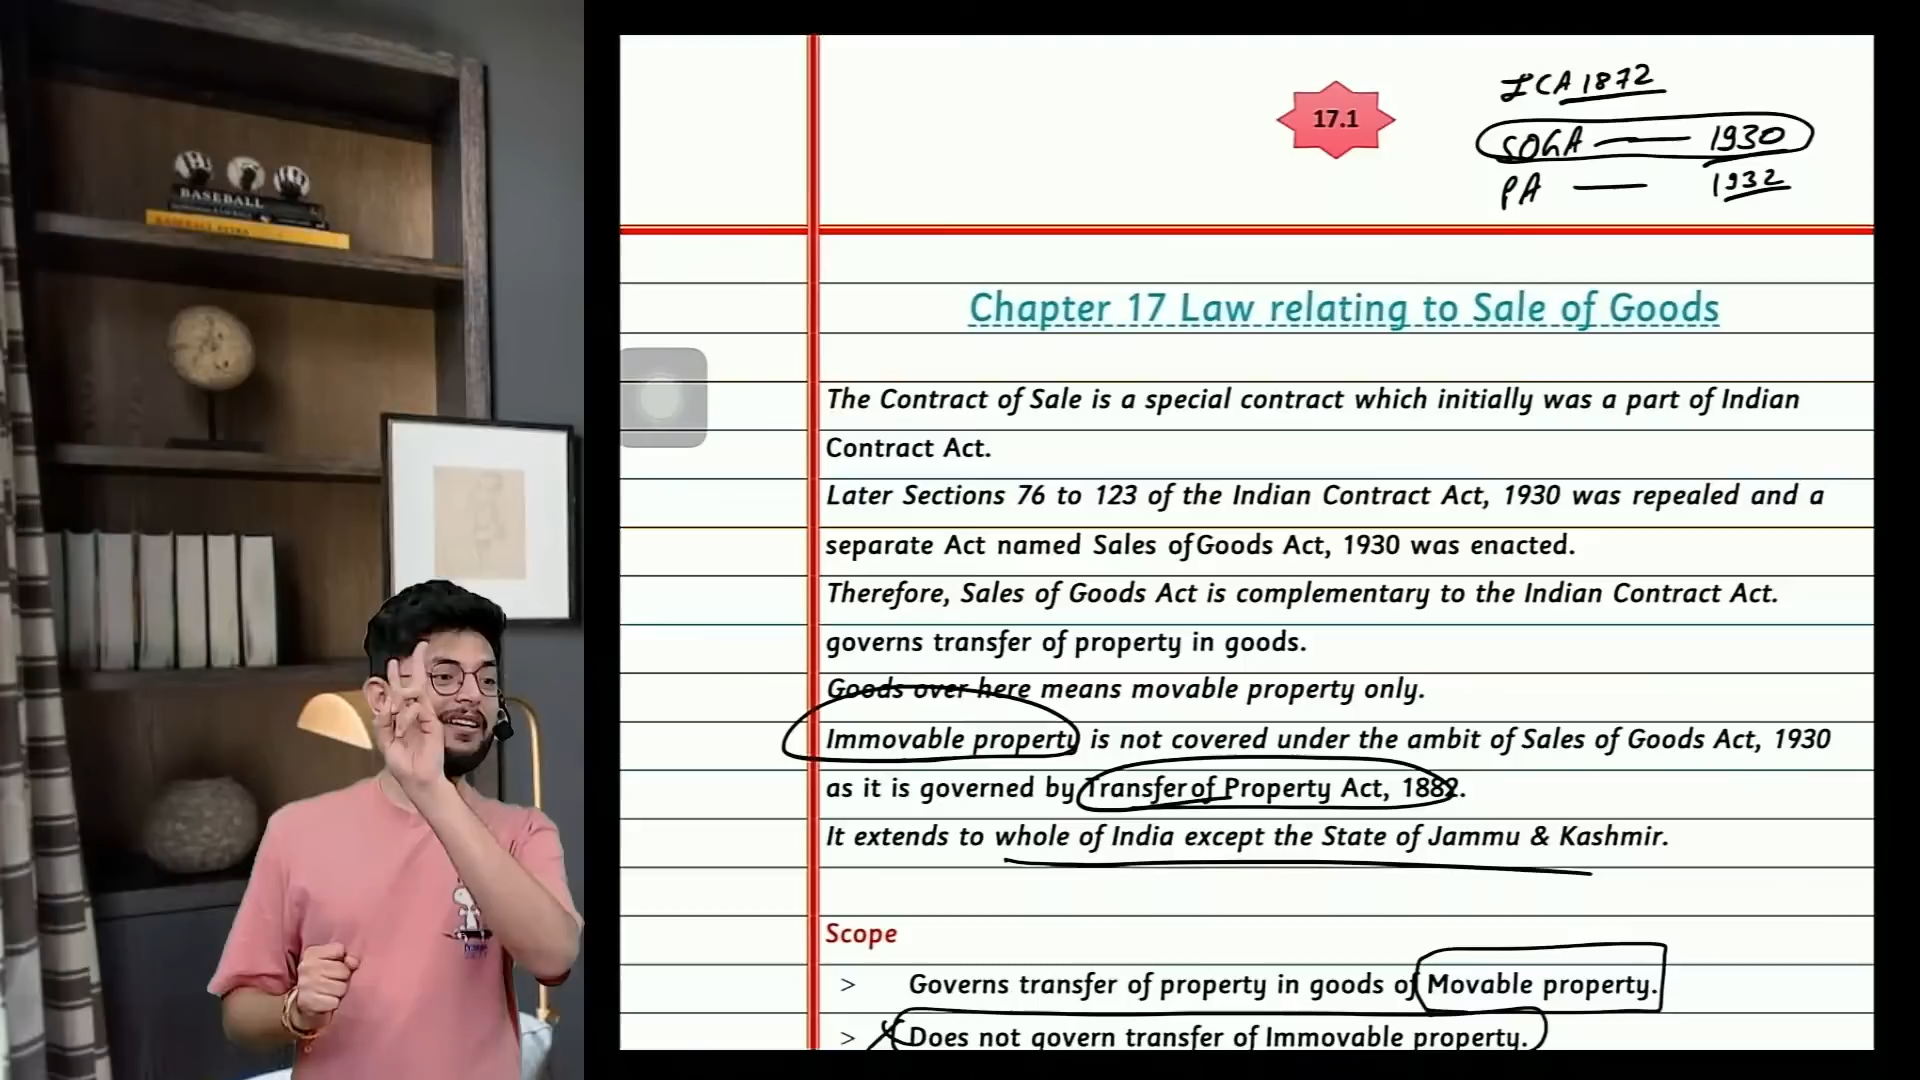 BASEBALL
17.1
ICA 1872
SOGA — 1930
PA — 1932
Chapter 17 Law relating to Sale of Goods
The Contract of Sale is a special contract which initially was a part of Indian
Contract Act.
Later Sections 76 to 123 of the Indian Contract Act, 1930 was repealed and a
separate Act named Sales of Goods Act, 1930 was enacted.
Therefore, Sales of Goods Act is complementary to the Indian Contract Act.
governs transfer of property in goods.
Goods over here means movable property only.
Immovable property is not covered under the ambit of Sales of Goods Act, 1930
as it is governed by Transfer of Property Act, 1882.
It extends to whole of India except the State of Jammu & Kashmir.
Scope
> Governs transfer of property in goods of Movable property.
> Does not govern transfer of Immovable property.